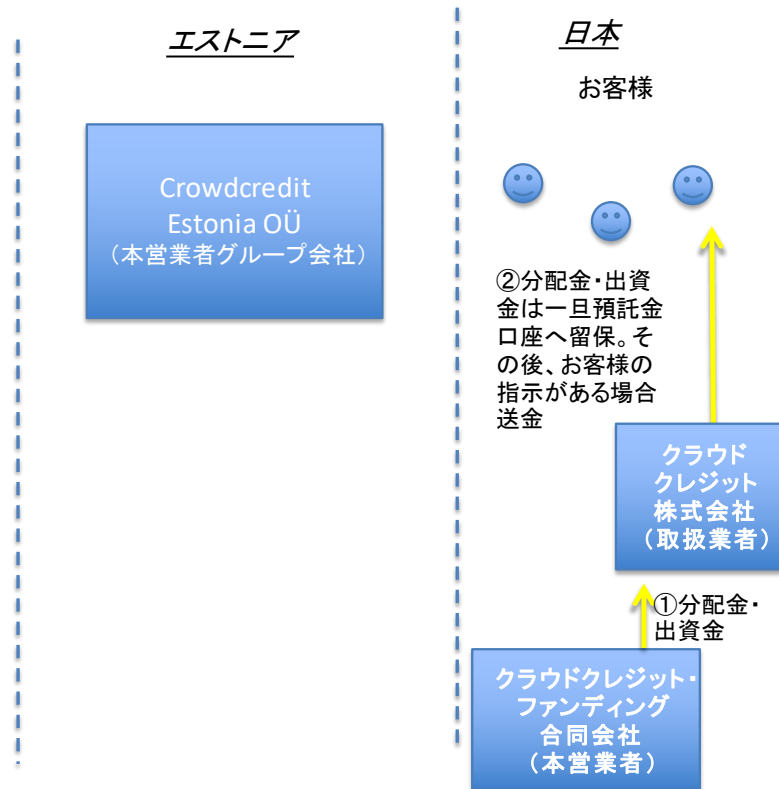 エストニア
日本
お客様
Crowdcredit
Estonia OÜ
（本営業者グループ会社）
②分配金・出資
金は一旦預託金
口座へ留保。そ
の後、お客様の
指示がある場合
送金
クラウド
クレジット
株式会社
（取扱業者）
①分配金・
出資金
クラウドクレジット・
ファンディング
合同会社
（本営業者）